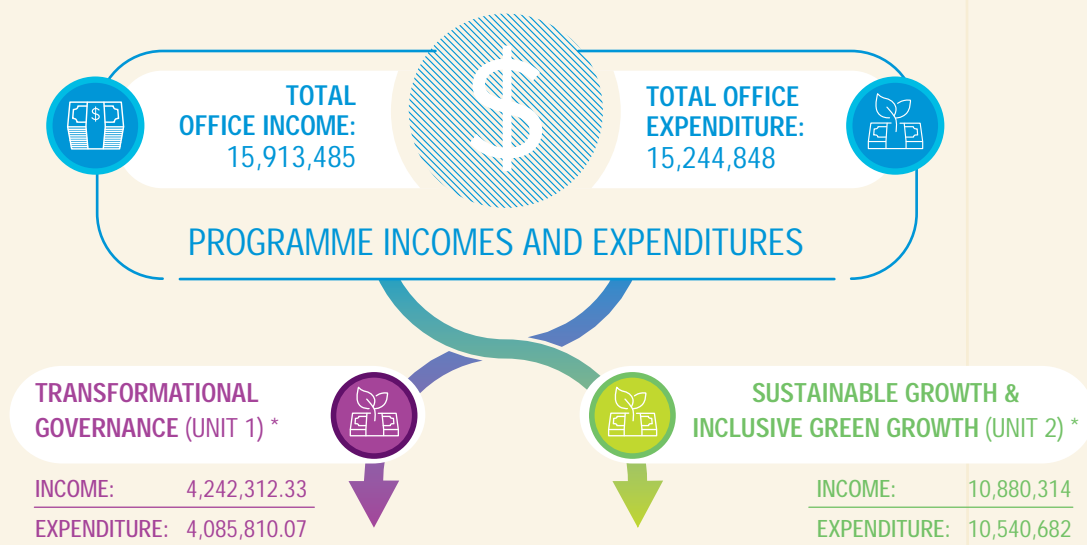 $
$
TOTAL
OFFICE INCOME:
15,913,485
TOTAL OFFICE
EXPENDITURE:
15,244,848
PROGRAMME INCOMES AND EXPENDITURES
TRANSFORMATIONAL
GOVERNANCE (UNIT 1) *
INCOME: 4,242,312.33
EXPENDITURE: 4,085,810.07
SUSTAINABLE GROWTH &
INCLUSIVE GREEN GROWTH (UNIT 2) *
INCOME: 10,880,314
EXPENDITURE: 10,540,682